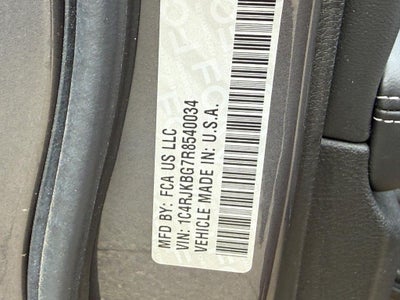 MFD BY: FCA US LLC
VIN: 1C4RJKBG7R8540034
VEHICLE MADE IN: U.S.A.